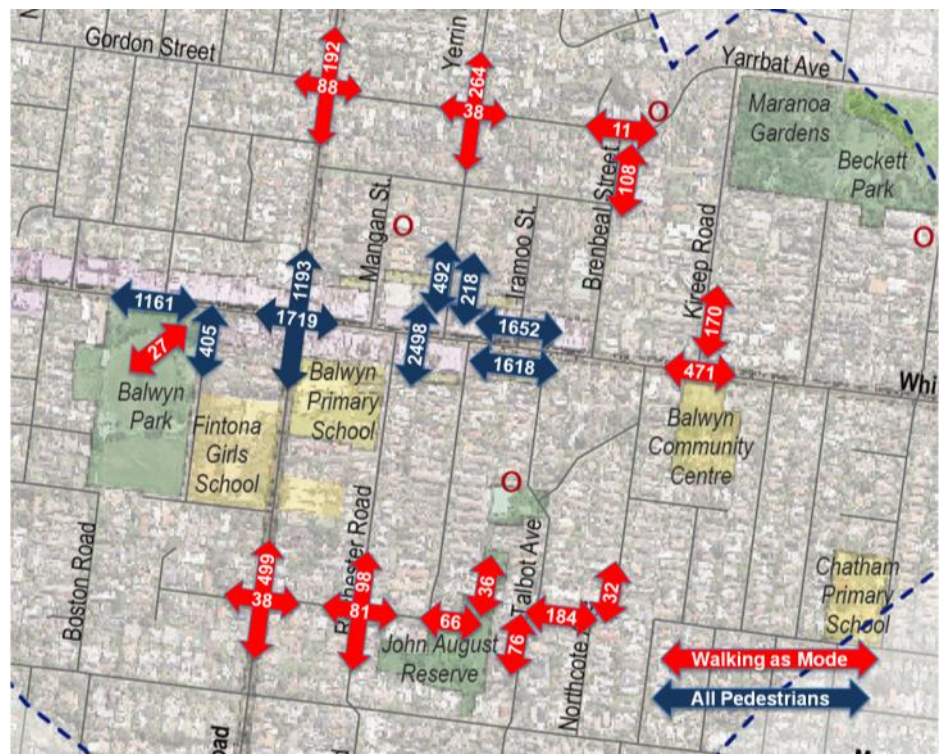 Gordon Street
192
88
Yerrin
264
38
Yarrbat Ave
11
108
Maranoa
Gardens
Beckett
Park
Mangan St.
Iramoo St.
Brenbeal Street
Kireep Road
1193
1719
492
218
1161
405
27
2498
1652
1618
170
471
Whi
Balwyn
Park
Fintona
Girls
School
Balwyn
Primary
School
Balwyn
Community
Centre
Boston Road
499
38
Road
98
81
66
36
Talbot Ave
76
184
32
Northcote
John August
Reserve
Chatham
Primary
School
Walking as Mode
All Pedestrians
oad